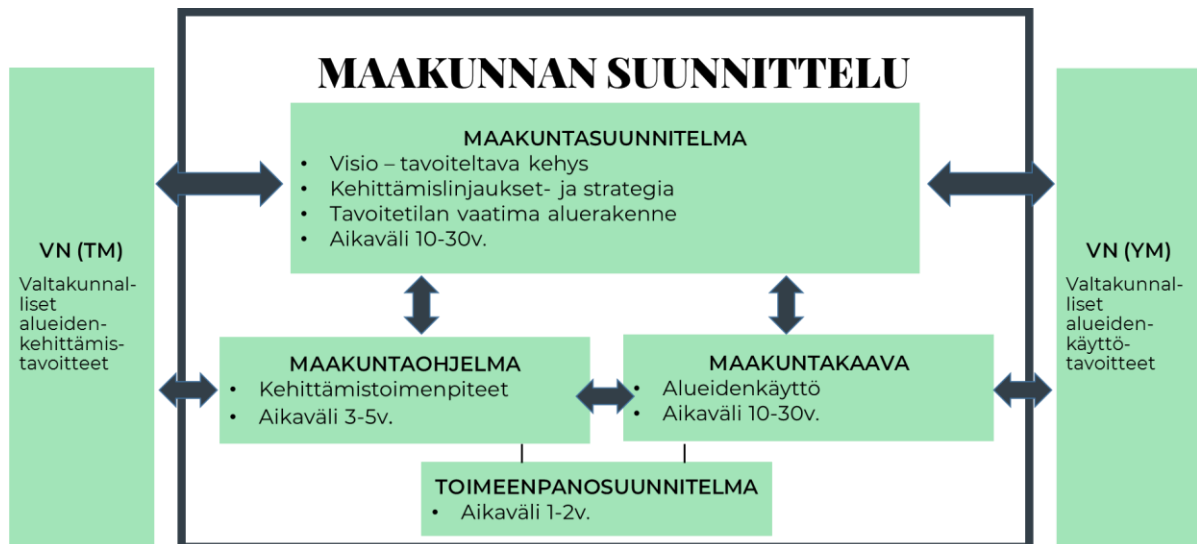 MAAKUNNAN SUUNNITTELU
MAAKUNTASUUNNITELMA
• Visio – tavoiteltava kehys
• Kehittämislinjaukset- ja strategia
• Tavoitetilan vaatima aluerakenne
• Aikaväli 10-30v.
VN (TM)
Valtakunnal-
liset
alueiden-
kehittämis-
tavoitteet
VN (YM)
Valtakunnal-
liset
alueiden-
käyttö-
tavoitteet
MAAKUNTAOHJELMA
• Kehittämistoimenpiteet
• Aikaväli 3-5v.
MAAKUNTAKAAVA
• Alueidenkäyttö
• Aikaväli 10-30v.
TOIMEENPANOSUUNNITELMA
• Aikaväli 1-2v.